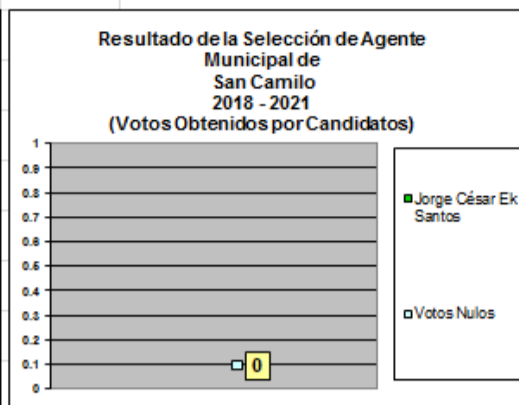 Resultado de la Selección de Agente
Municipal de
San Camilo
2018 - 2021
(Votos Obtenidos por Candidatos)
1
0.9
0.8
0.7
0.6
0.5
0.4
0.3
0.2
0.1
0
0
Jorge César Ek
Santos
Votos Nulos